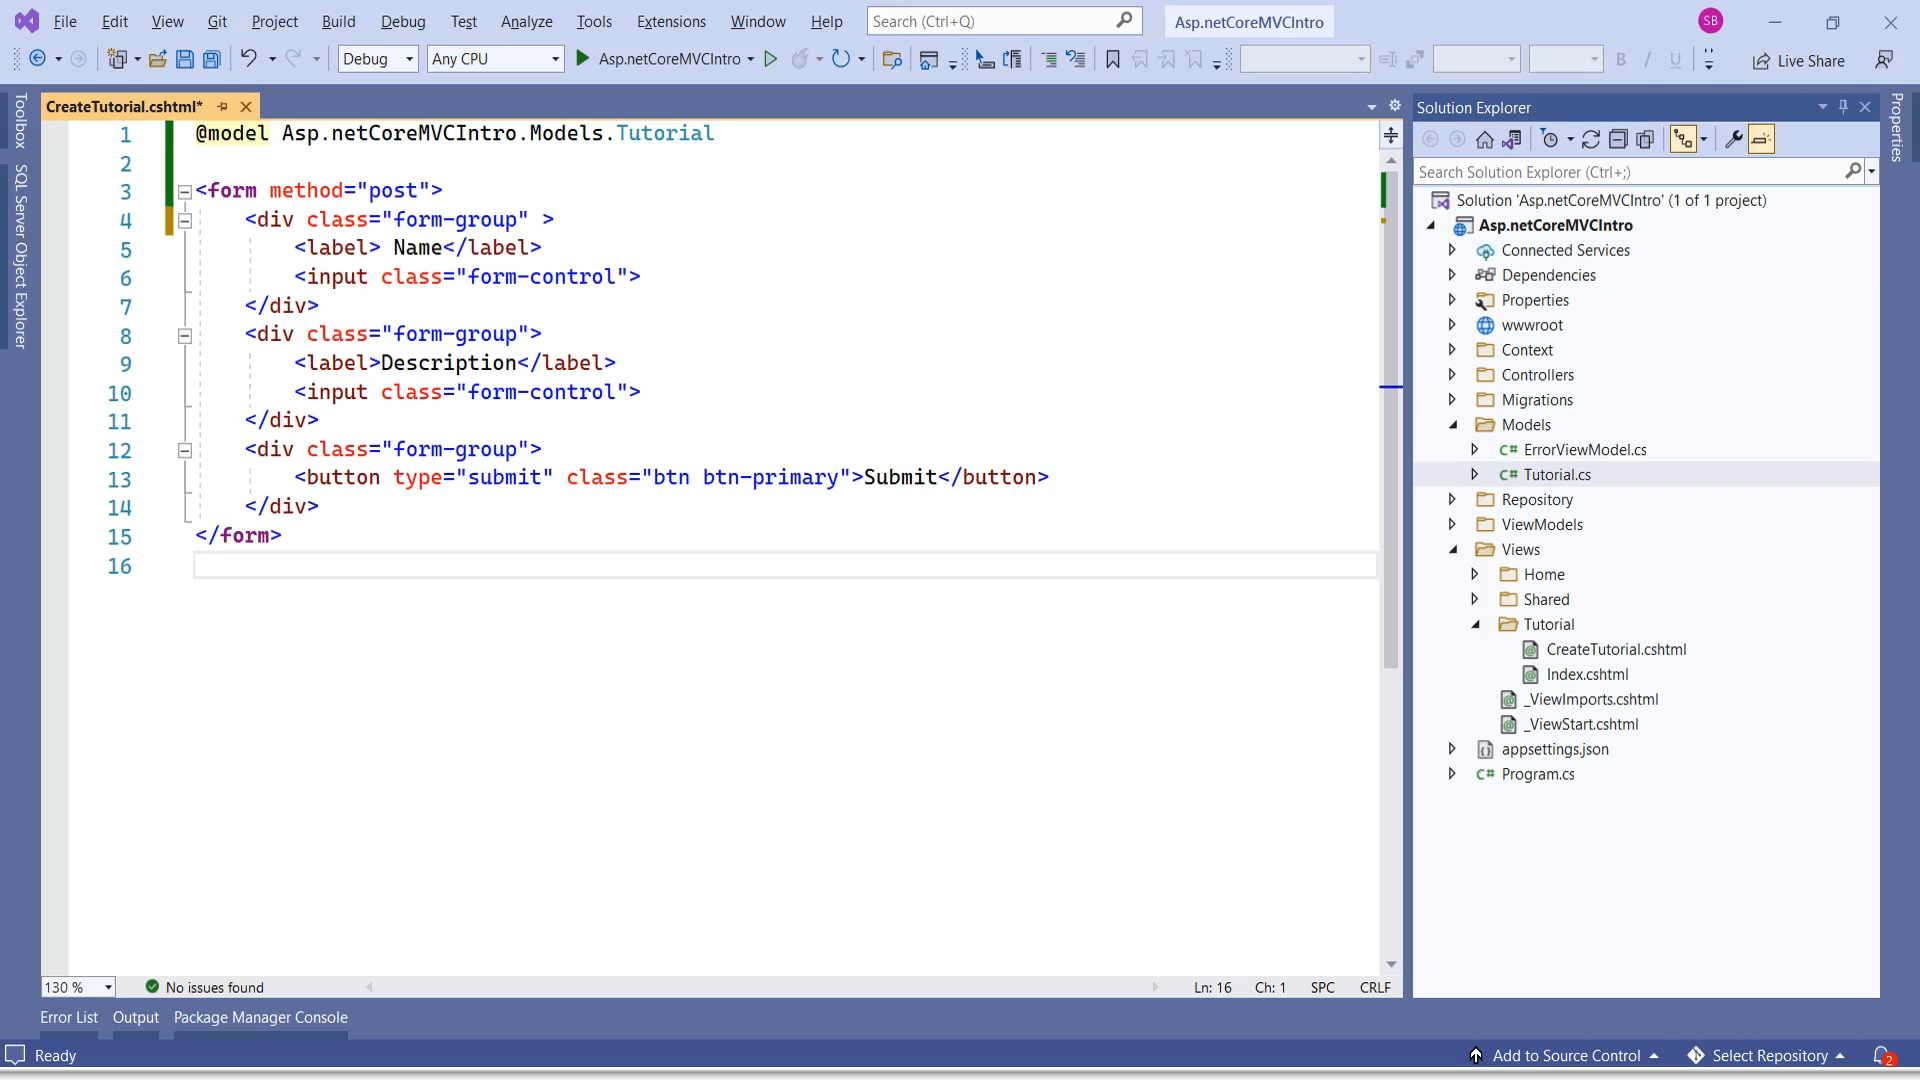 File Edit View Git Project Build Debug Test Analyze Tools Extensions Window Help Search (Ctrl+Q) Asp.netCoreMVCIntro SB
Debug Any CPU Asp.netCoreMVCIntro B I U Live Share
Toolbox
SQL Server Object Explorer
CreateTutorial.cshtml*
1 @model Asp.netCoreMVCIntro.Models.Tutorial
2
3 <form method="post">
4 <div class="form-group" >
5 <label> Name</label>
6 <input class="form-control">
7 </div>
8 <div class="form-group">
9 <label>Description</label>
10 <input class="form-control">
11 </div>
12 <div class="form-group">
13 <button type="submit" class="btn btn-primary">Submit</button>
14 </div>
15 </form>
16
130 % No issues found Ln: 16 Ch: 1 SPC CRLF
Solution Explorer
Search Solution Explorer (Ctrl+;)
Solution 'Asp.netCoreMVCIntro' (1 of 1 project)
Asp.netCoreMVCIntro
Connected Services
Dependencies
Properties
wwwroot
Context
Controllers
Migrations
Models
C# ErrorViewModel.cs
C# Tutorial.cs
Repository
ViewModels
Views
Home
Shared
Tutorial
CreateTutorial.cshtml
Index.cshtml
_ViewImports.cshtml
_ViewStart.cshtml
appsettings.json
C# Program.cs
Properties
Error List Output Package Manager Console
Ready Add to Source Control Select Repository 2